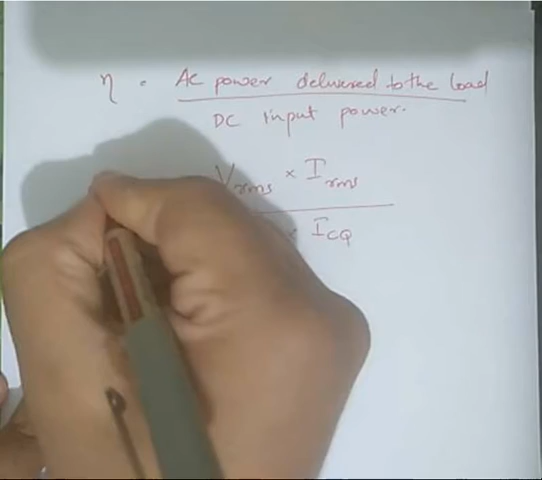 η = AC power delivered to the load
DC input power.
Vrms × Irms
× ICQ